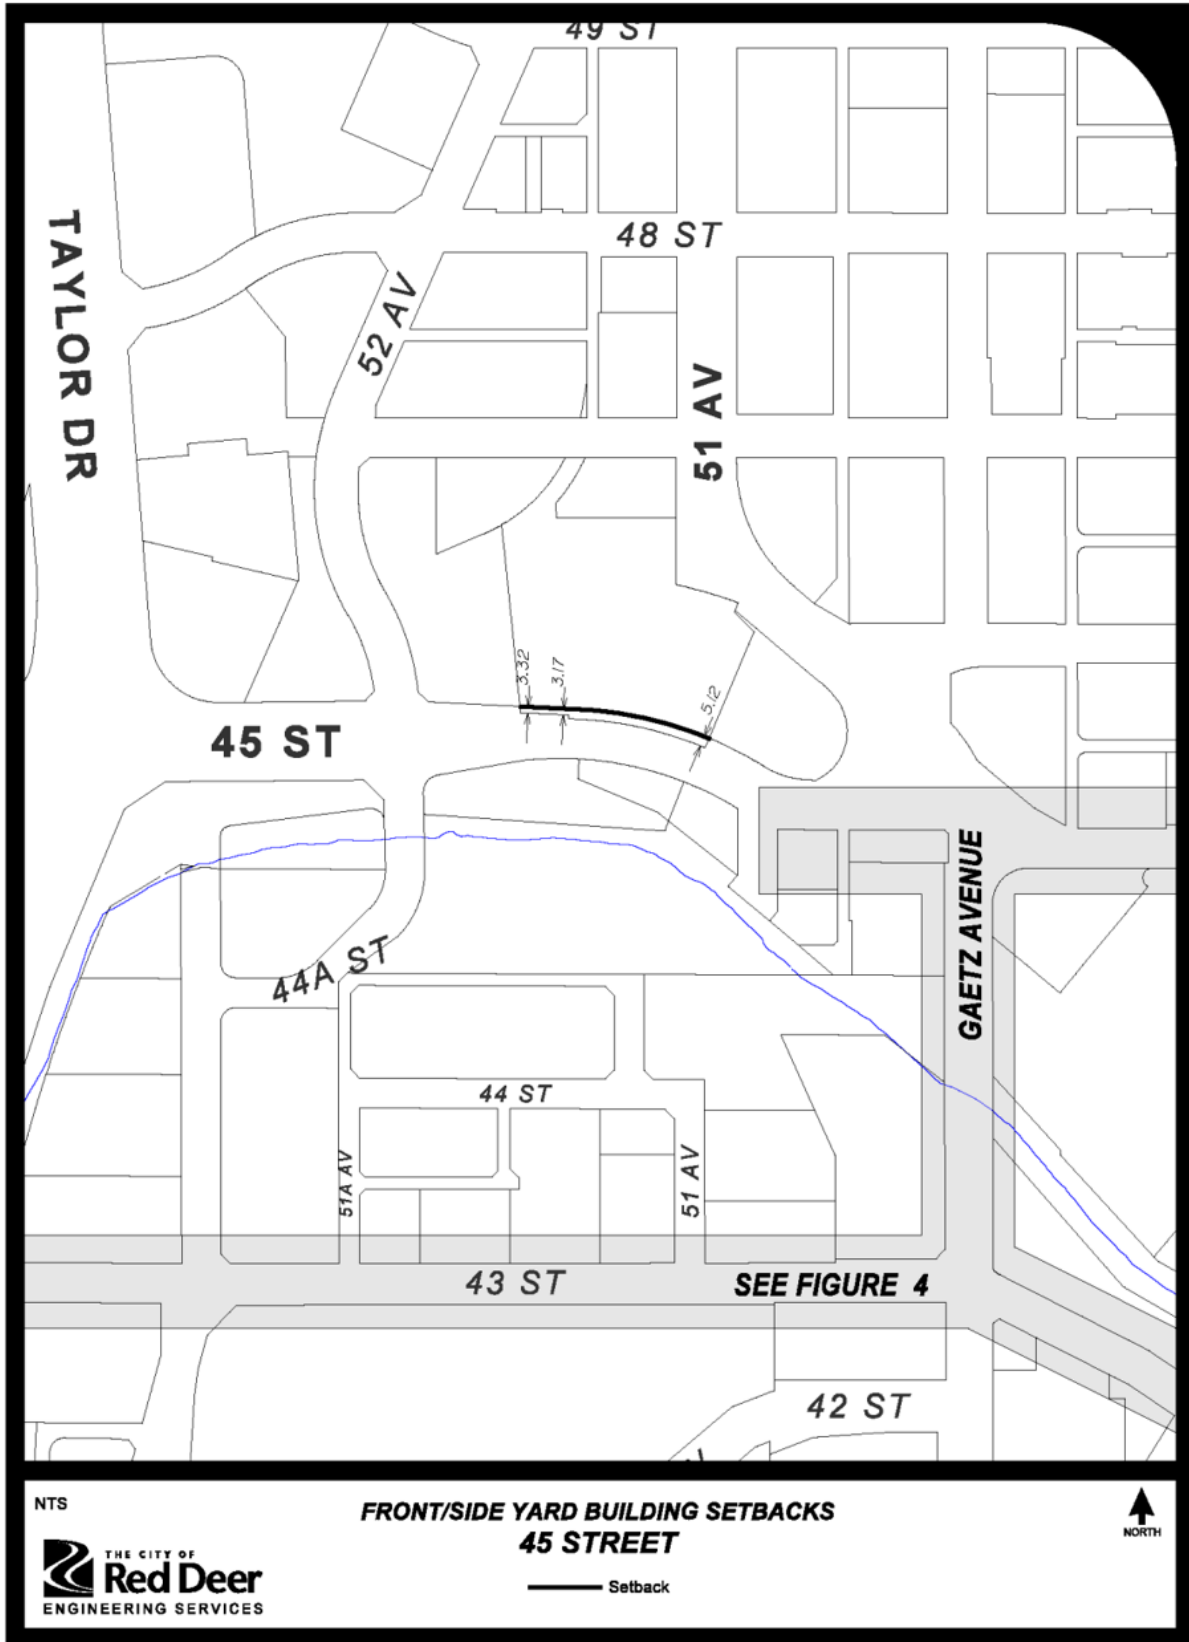 49 ST
TAYLOR DR
48 ST
52 AV
51 AV
3.32
3.17
5.12
45 ST
GAETZ AVENUE
44A ST
44 ST
51A AV
51 AV
43 ST
SEE FIGURE 4
42 ST
NTS
FRONT/SIDE YARD BUILDING SETBACKS
45 STREET
NORTH
THE CITY OF
Red Deer
ENGINEERING SERVICES
Setback